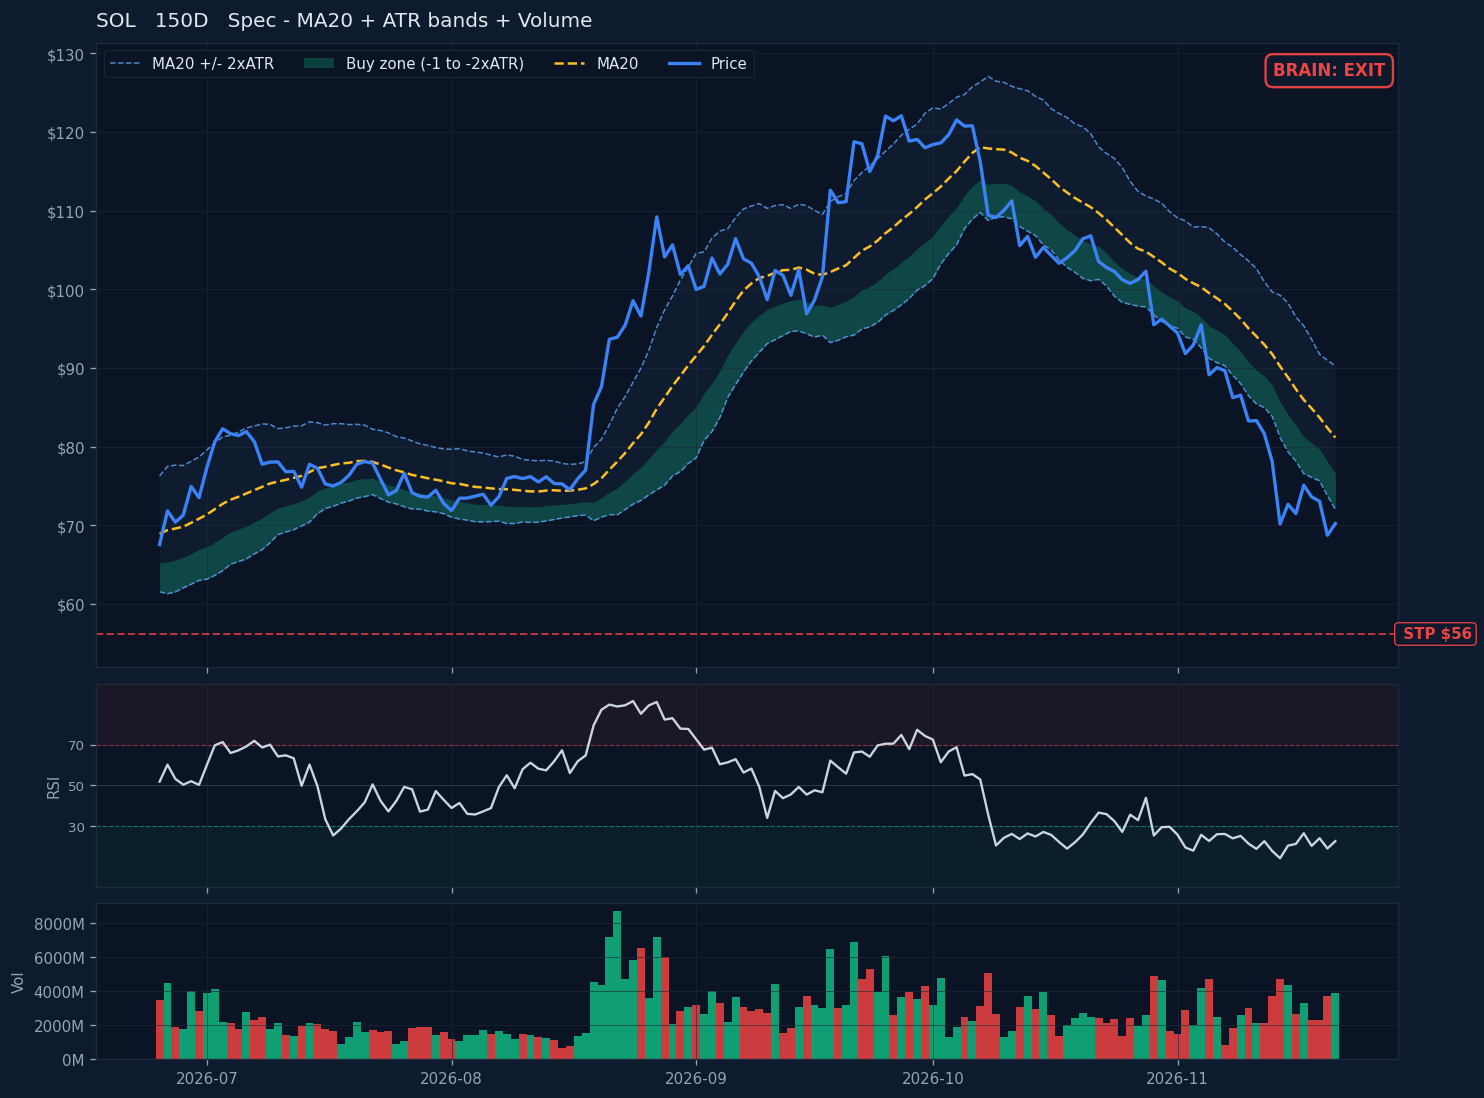 SOL   150D   Spec - MA20 + ATR bands + Volume
MA20 +/- 2xATR
Buy zone (-1 to -2xATR)
MA20
Price
BRAIN: EXIT
$130
$120
$110
$100
$90
$80
$70
$60
STP $56
RSI
70
50
30
Vol
8000M
6000M
4000M
2000M
0M
2026-07
2026-08
2026-09
2026-10
2026-11